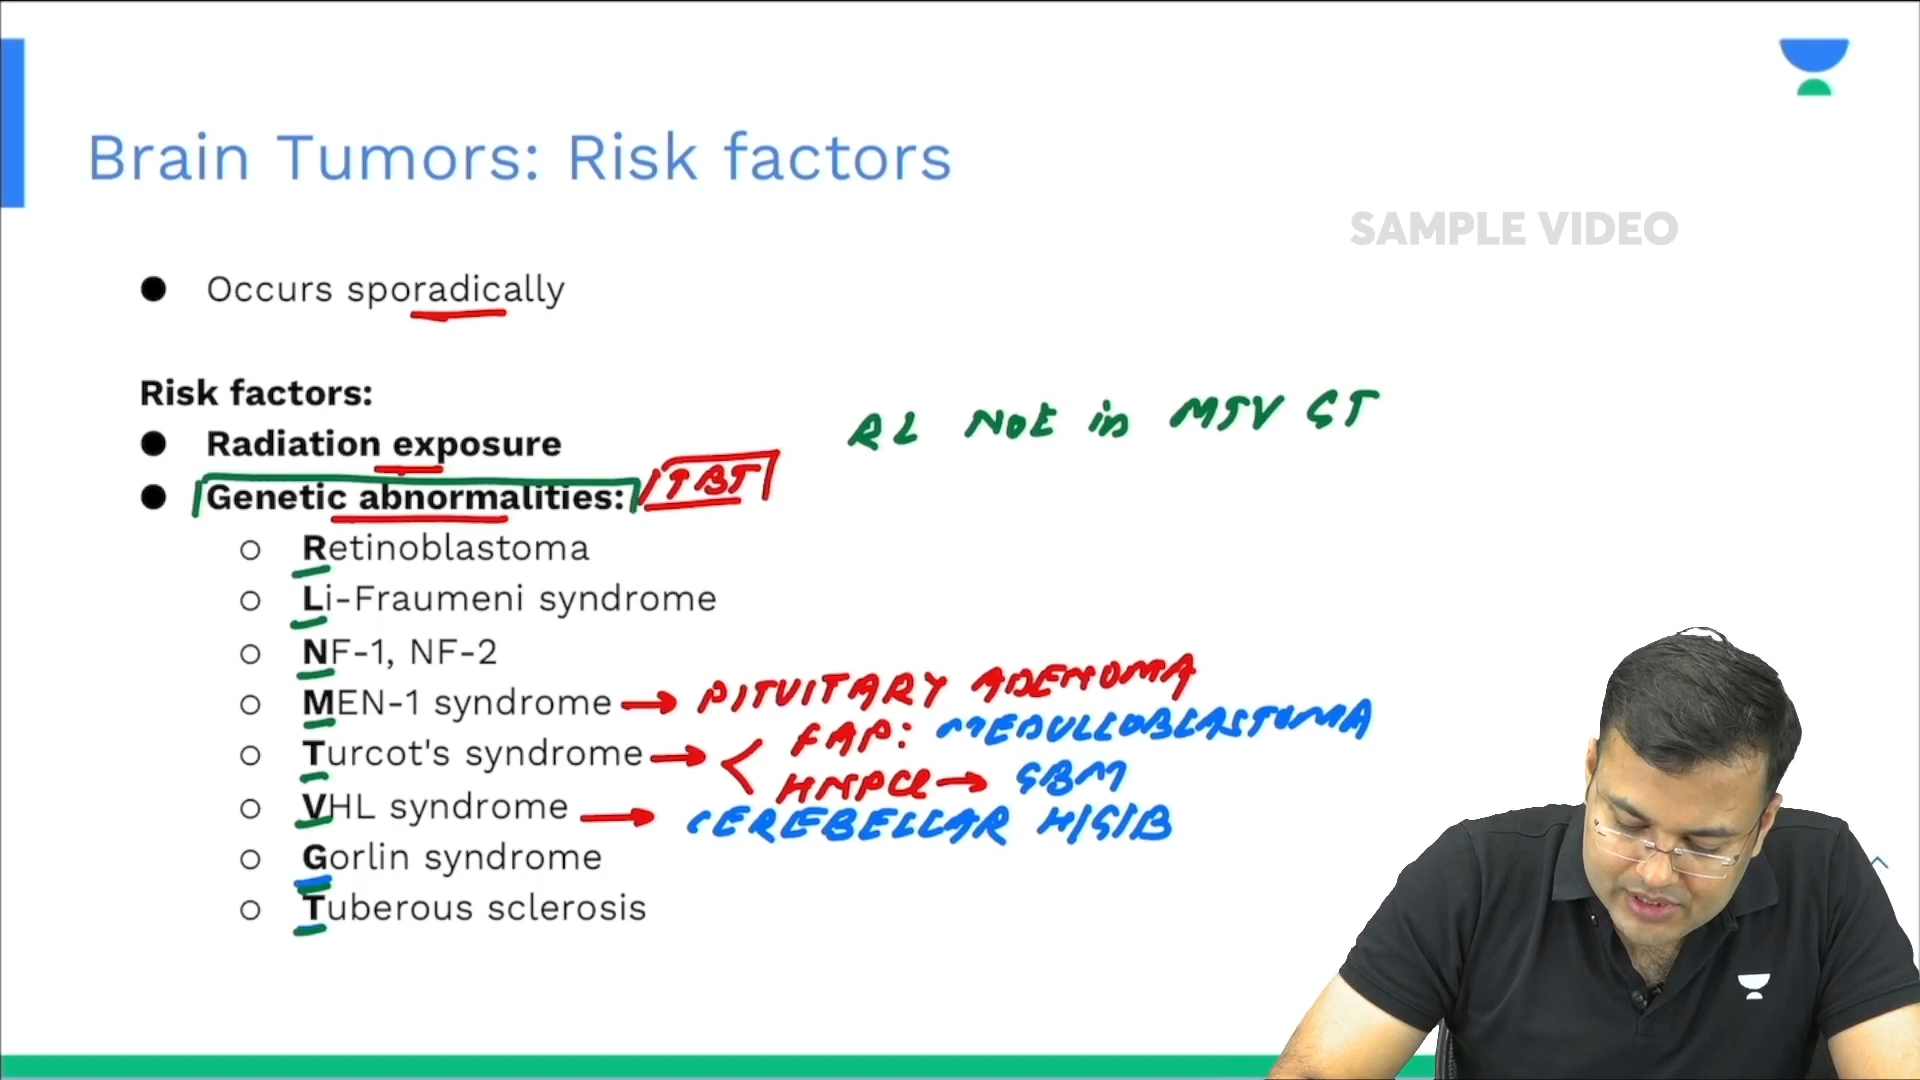 Brain Tumors: Risk factors
SAMPLE VIDEO
● Occurs sporadically
Risk factors:
● Radiation exposure
RL NOT in MTV GT
● Genetic abnormalities: TBT
○ Retinoblastoma
○ Li-Fraumeni syndrome
○ NF-1, NF-2
○ MEN-1 syndrome → PITUITARY ADENOMA
○ Turcot's syndrome → < FAP: MEDULLOBLASTOMA
HNPCC → GBM
○ VHL syndrome → CEREBELLAR H/G/B
○ Gorlin syndrome
○ Tuberous sclerosis